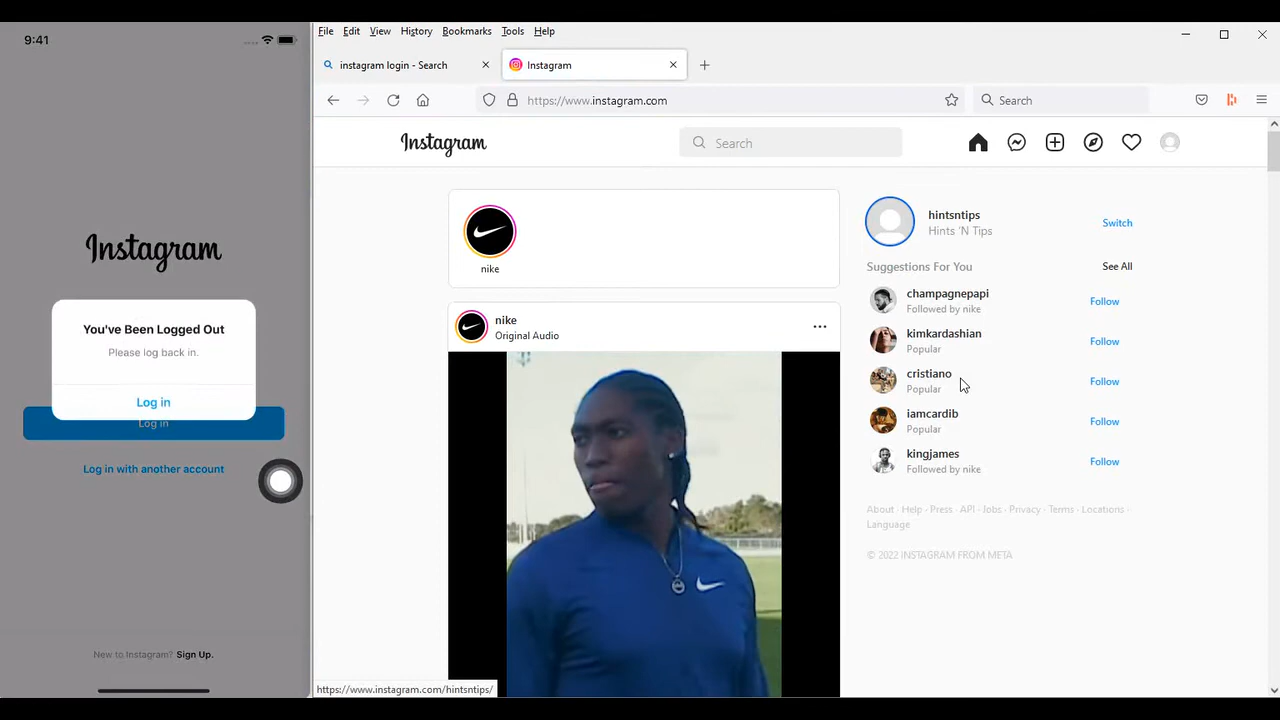 9:41
Instagram
You've Been Logged Out
Please log back in.
Log in
Log in
Log in with another account
New to Instagram? Sign Up.
File Edit View History Bookmarks Tools Help
instagram login - Search
Instagram
https://www.instagram.com
Search
Instagram
Search
nike
nike
Original Audio
hintsntips
Hints 'N Tips
Switch
Suggestions For You
See All
champagnepapi
Followed by nike
Follow
kimkardashian
Popular
Follow
cristiano
Popular
Follow
iamcardib
Popular
Follow
kingjames
Followed by nike
Follow
About · Help · Press · API · Jobs · Privacy · Terms · Locations ·
Language
© 2022 INSTAGRAM FROM META
https://www.instagram.com/hintsntips/